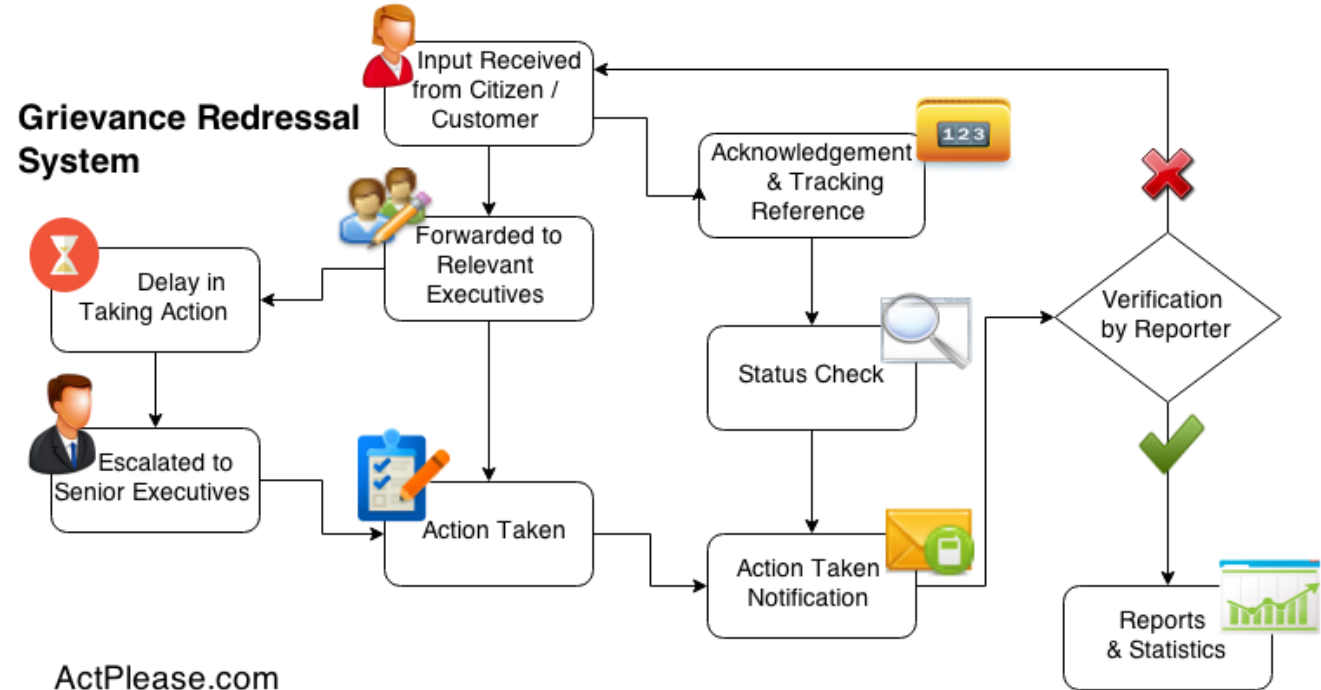 Grievance Redressal
System
Input Received
from Citizen /
Customer
Acknowledgement
& Tracking
Reference
123
Forwarded to
Relevant
Executives
Delay in
Taking Action
Verification
by Reporter
Status Check
Escalated to
Senior Executives
Action Taken
Action Taken
Notification
Reports
& Statistics
ActPlease.com